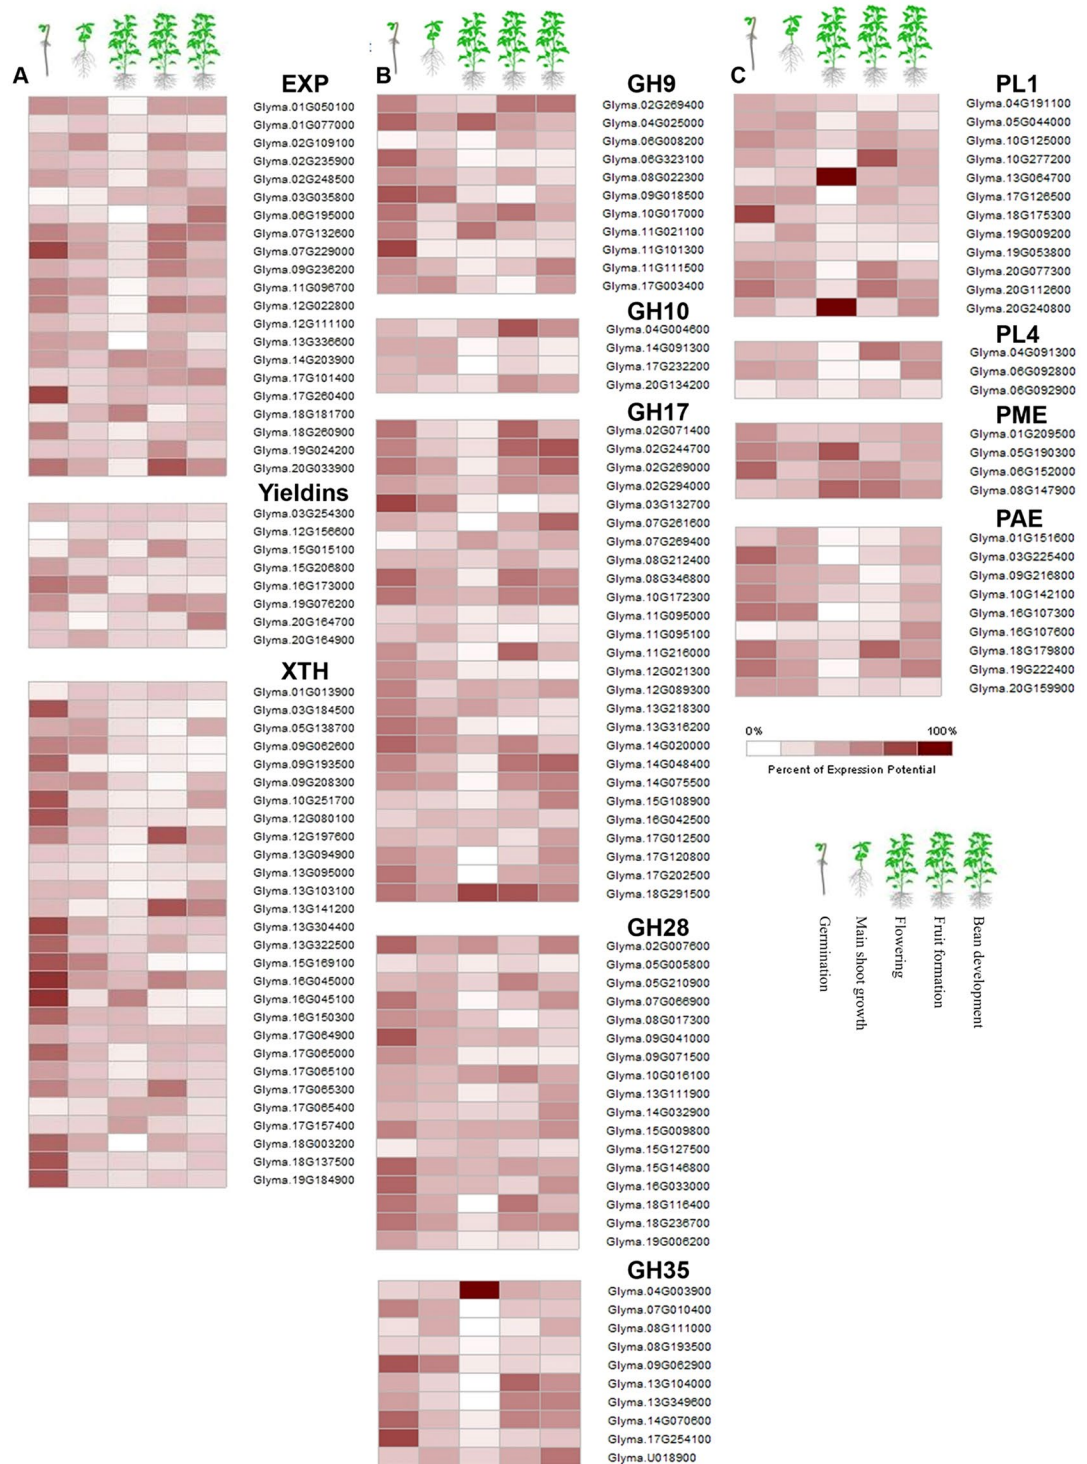 A
EXP
Glyma.01G050100
Glyma.01G077000
Glyma.02G109100
Glyma.02G235900
Glyma.02G248500
Glyma.03G035800
Glyma.06G195000
Glyma.07G132600
Glyma.07G229000
Glyma.09G236200
Glyma.11G096700
Glyma.12G022800
Glyma.12G111100
Glyma.13G336600
Glyma.14G203900
Glyma.17G101400
Glyma.17G260400
Glyma.18G181700
Glyma.18G260900
Glyma.19G024200
Glyma.20G033900
Yieldins
Glyma.03G254300
Glyma.12G156600
Glyma.15G015100
Glyma.15G206800
Glyma.16G173000
Glyma.19G076200
Glyma.20G164700
Glyma.20G164900
XTH
Glyma.01G013900
Glyma.03G184500
Glyma.05G138700
Glyma.09G062600
Glyma.09G193500
Glyma.09G208300
Glyma.10G251700
Glyma.12G080100
Glyma.12G197600
Glyma.13G094900
Glyma.13G095000
Glyma.13G103100
Glyma.13G141200
Glyma.13G304400
Glyma.13G322500
Glyma.15G169100
Glyma.16G045000
Glyma.16G045100
Glyma.16G150300
Glyma.17G064900
Glyma.17G065000
Glyma.17G065100
Glyma.17G065300
Glyma.17G065400
Glyma.17G157400
Glyma.18G003200
Glyma.18G137500
Glyma.19G184900
B
GH9
Glyma.02G269400
Glyma.04G025000
Glyma.06G008200
Glyma.06G323100
Glyma.08G022300
Glyma.09G018500
Glyma.10G017000
Glyma.11G021100
Glyma.11G101300
Glyma.11G111500
Glyma.17G003400
GH10
Glyma.04G004600
Glyma.14G091300
Glyma.17G232200
Glyma.20G134200
GH17
Glyma.02G071400
Glyma.02G244700
Glyma.02G269000
Glyma.02G294000
Glyma.03G132700
Glyma.07G261600
Glyma.07G269400
Glyma.08G212400
Glyma.08G346800
Glyma.10G172300
Glyma.11G095000
Glyma.11G095100
Glyma.11G216000
Glyma.12G021300
Glyma.12G089300
Glyma.13G218300
Glyma.13G316200
Glyma.14G020000
Glyma.14G048400
Glyma.14G075500
Glyma.15G108900
Glyma.16G042500
Glyma.17G012500
Glyma.17G120800
Glyma.17G202500
Glyma.18G291500
GH28
Glyma.02G007600
Glyma.05G005800
Glyma.05G210900
Glyma.07G066900
Glyma.08G017300
Glyma.09G041000
Glyma.09G071500
Glyma.10G016100
Glyma.13G111900
Glyma.14G032900
Glyma.15G009800
Glyma.15G127500
Glyma.15G146800
Glyma.16G033000
Glyma.18G116400
Glyma.18G236700
Glyma.19G006200
GH35
Glyma.04G003900
Glyma.07G010400
Glyma.08G111000
Glyma.08G193500
Glyma.09G062900
Glyma.13G104000
Glyma.13G349600
Glyma.14G070600
Glyma.17G254100
Glyma.U018900
C
PL1
Glyma.04G191100
Glyma.05G044000
Glyma.10G125000
Glyma.10G277200
Glyma.13G064700
Glyma.17G126500
Glyma.18G175300
Glyma.19G009200
Glyma.19G053800
Glyma.20G077300
Glyma.20G112600
Glyma.20G240800
PL4
Glyma.04G091300
Glyma.06G092800
Glyma.06G092900
PME
Glyma.01G209500
Glyma.05G190300
Glyma.06G152000
Glyma.08G147900
PAE
Glyma.01G151600
Glyma.03G225400
Glyma.09G216800
Glyma.10G142100
Glyma.16G107300
Glyma.16G107600
Glyma.18G179800
Glyma.19G222400
Glyma.20G159900
0% 100%
Percent of Expression Potential
Germination
Main shoot growth
Flowering
Fruit formation
Bean development